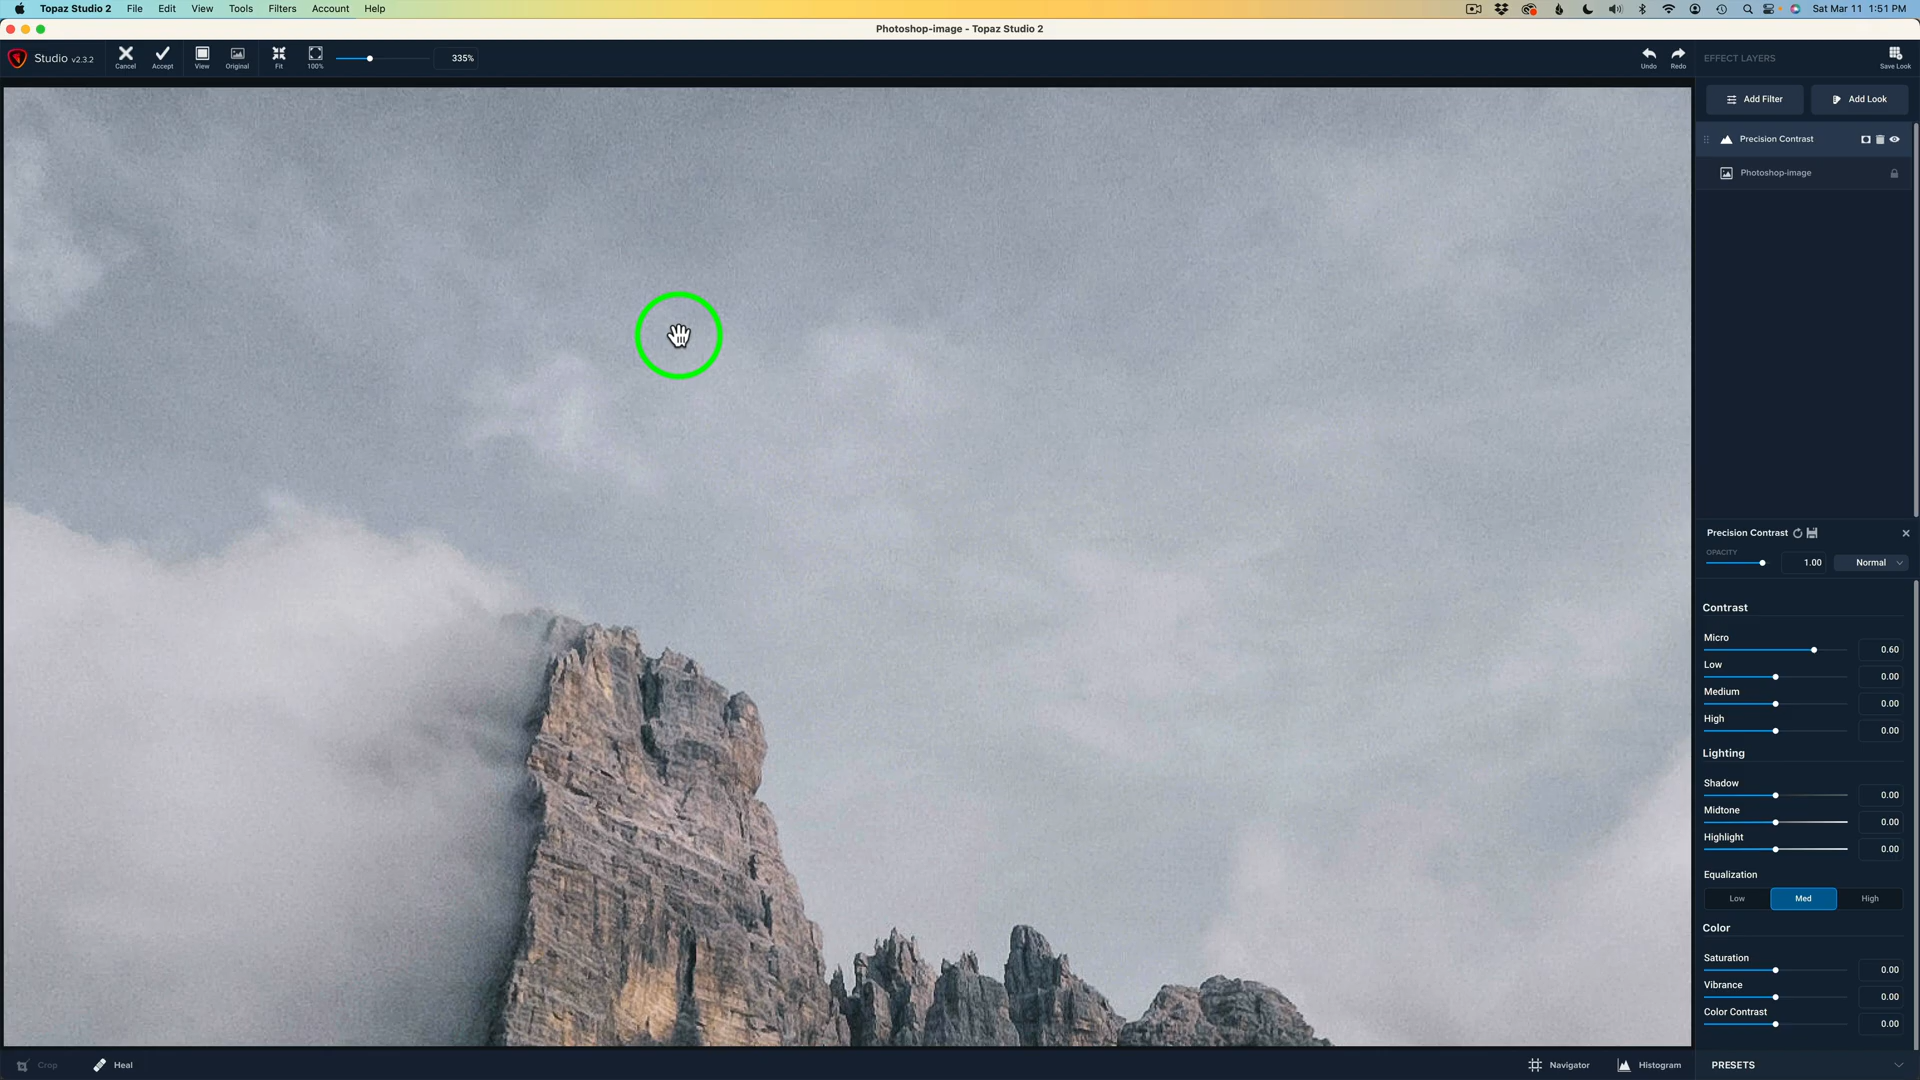 Topaz Studio 2 File Edit View Tools Filters Account Help Sat Mar 11 1:51 PM
Photoshop-image - Topaz Studio 2
Studio v2.3.2 Cancel Accept View Original Fit 100% 335% Undo Redo EFFECT LAYERS Save Look
Add Filter Add Look
Precision Contrast
Photoshop-image
Precision Contrast
OPACITY
1.00 Normal
Contrast
Micro
0.60
Low
0.00
Medium
0.00
High
0.00
Lighting
Shadow
0.00
Midtone
0.00
Highlight
0.00
Equalization
Low Med High
Color
Saturation
0.00
Vibrance
0.00
Color Contrast
0.00
Crop Heal Navigator Histogram PRESETS